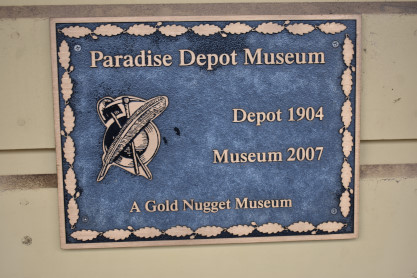 Paradise Depot Museum
Depot 1904
Museum 2007
A Gold Nugget Museum